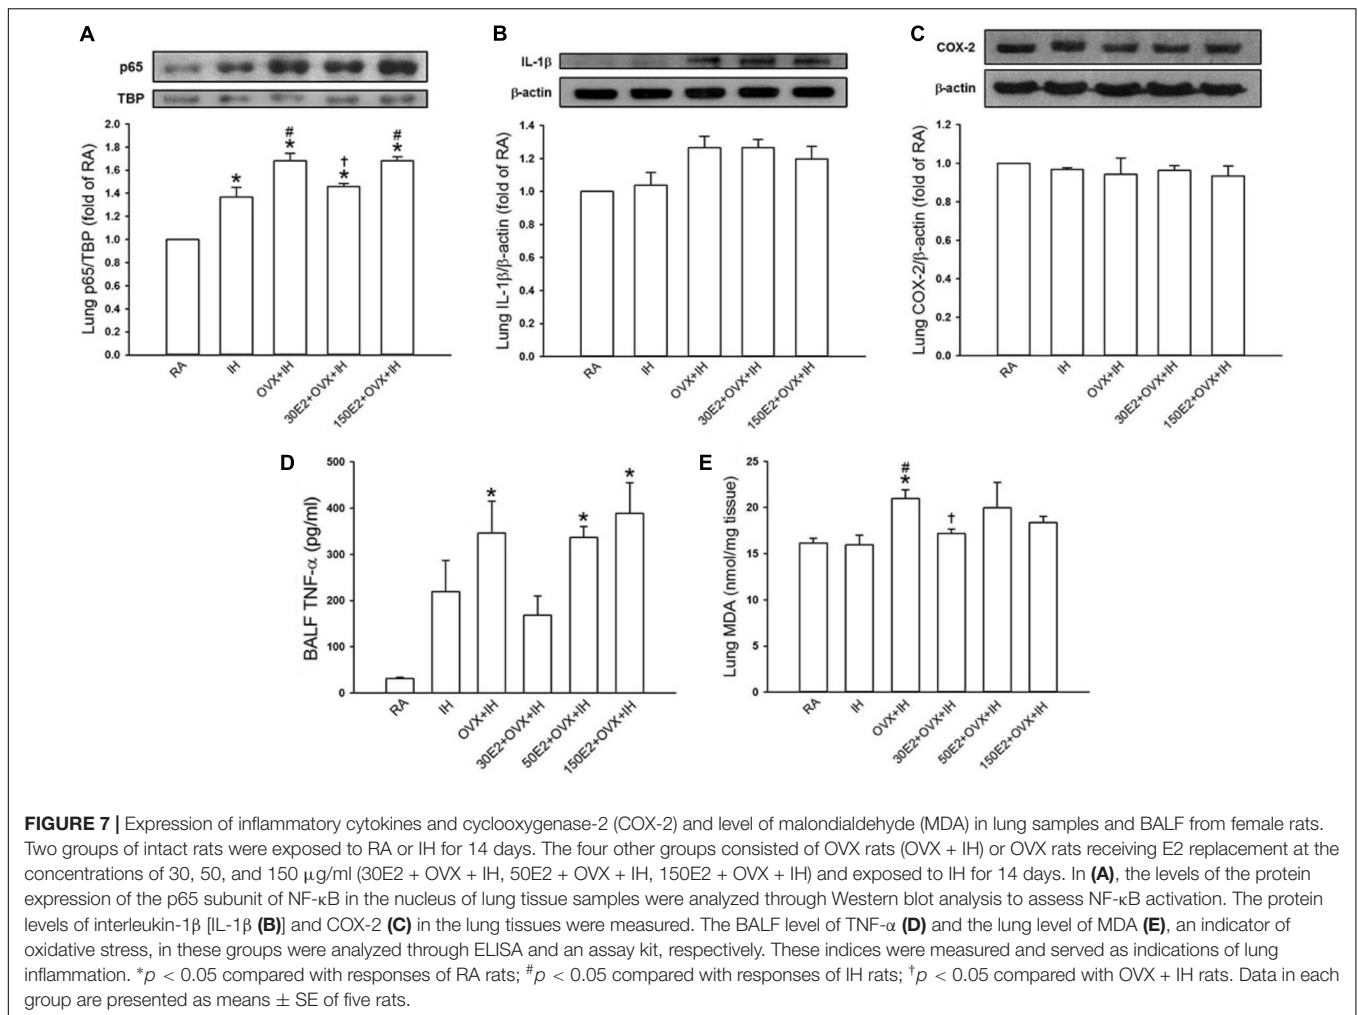 A
p65
TBP
Lung p65/TBP (fold of RA)
2.0
1.8
1.6
1.4
1.2
1.0
0.8
0.6
0.4
0.2
0.0
*
#
*
†
*
#
*
RA
IH
OVX+IH
30E2+OVX+IH
150E2+OVX+IH
B
IL-1β
β-actin
Lung IL-1β/β-actin (fold of RA)
1.4
1.2
1.0
0.8
0.6
0.4
0.2
0.0
RA
IH
OVX+IH
30E2+OVX+IH
150E2+OVX+IH
C
COX-2
β-actin
Lung COX-2/β-actin (fold of RA)
1.2
1.0
0.8
0.6
0.4
0.2
0.0
RA
IH
OVX+IH
30E2+OVX+IH
150E2+OVX+IH
D
BALF TNF-α (pg/ml)
500
400
300
200
100
0
*
*
*
RA
IH
OVX+IH
30E2+OVX+IH
50E2+OVX+IH
150E2+OVX+IH
E
Lung MDA (nmol/mg tissue)
25
20
15
10
5
0
#
*
†
RA
IH
OVX+IH
30E2+OVX+IH
50E2+OVX+IH
150E2+OVX+IH
FIGURE 7 | Expression of inflammatory cytokines and cyclooxygenase-2 (COX-2) and level of malondialdehyde (MDA) in lung samples and BALF from female rats.
Two groups of intact rats were exposed to RA or IH for 14 days. The four other groups consisted of OVX rats (OVX + IH) or OVX rats receiving E2 replacement at the
concentrations of 30, 50, and 150 μg/ml (30E2 + OVX + IH, 50E2 + OVX + IH, 150E2 + OVX + IH) and exposed to IH for 14 days. In (A), the levels of the protein
expression of the p65 subunit of NF-κB in the nucleus of lung tissue samples were analyzed through Western blot analysis to assess NF-κB activation. The protein
levels of interleukin-1β [IL-1β (B)] and COX-2 (C) in the lung tissues were measured. The BALF level of TNF-α (D) and the lung level of MDA (E), an indicator of
oxidative stress, in these groups were analyzed through ELISA and an assay kit, respectively. These indices were measured and served as indications of lung
inflammation. *p < 0.05 compared with responses of RA rats; #p < 0.05 compared with responses of IH rats; †p < 0.05 compared with OVX + IH rats. Data in each
group are presented as means ± SE of five rats.